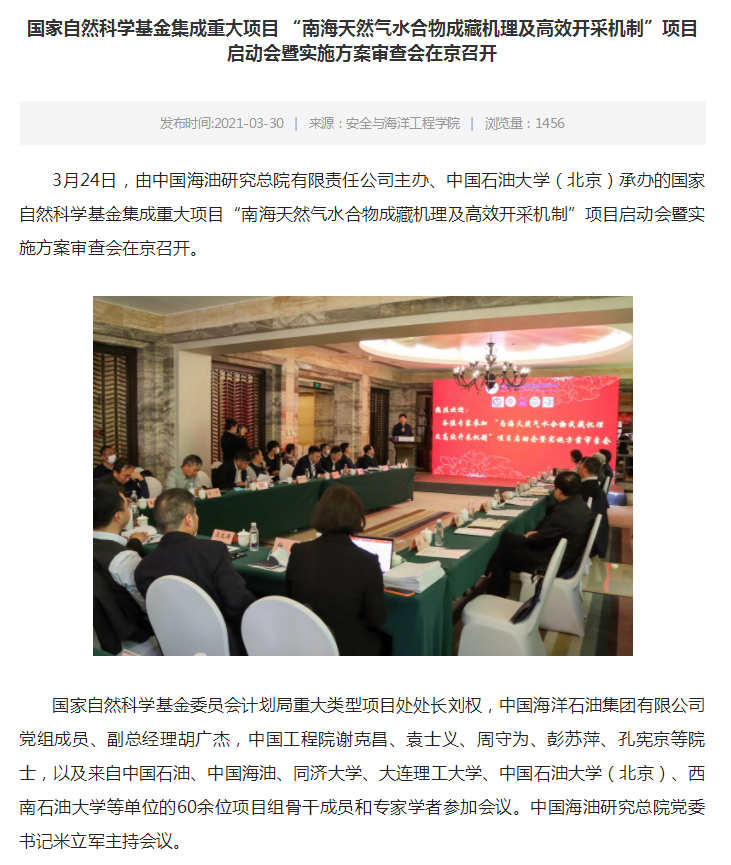 国家自然科学基金集成重大项目 “南海天然气水合物成藏机理及高效开采机制”项目
启动会暨实施方案审查会在京召开
发布时间:2021-03-30 | 来源：安全与海洋工程学院 | 浏览量：1456
3月24日，由中国海油研究总院有限责任公司主办、中国石油大学（北京）承办的国家
自然科学基金集成重大项目“南海天然气水合物成藏机理及高效开采机制”项目启动会暨实
施方案审查会在京召开。
热烈欢迎：
各位专家参加 “南海天然气水合物成藏机理
及高效开采机制”项目启动会暨实施方案审查会
国家自然科学基金委员会计划局重大类型项目处处长刘权，中国海洋石油集团有限公司
党组成员、副总经理胡广杰，中国工程院谢克昌、袁士义、周守为、彭苏萍、孔宪京等院
士，以及来自中国石油、中国海油、同济大学、大连理工大学、中国石油大学（北京）、西
南石油大学等单位的60余位项目组骨干成员和专家学者参加会议。中国海油研究总院党委
书记米立军主持会议。